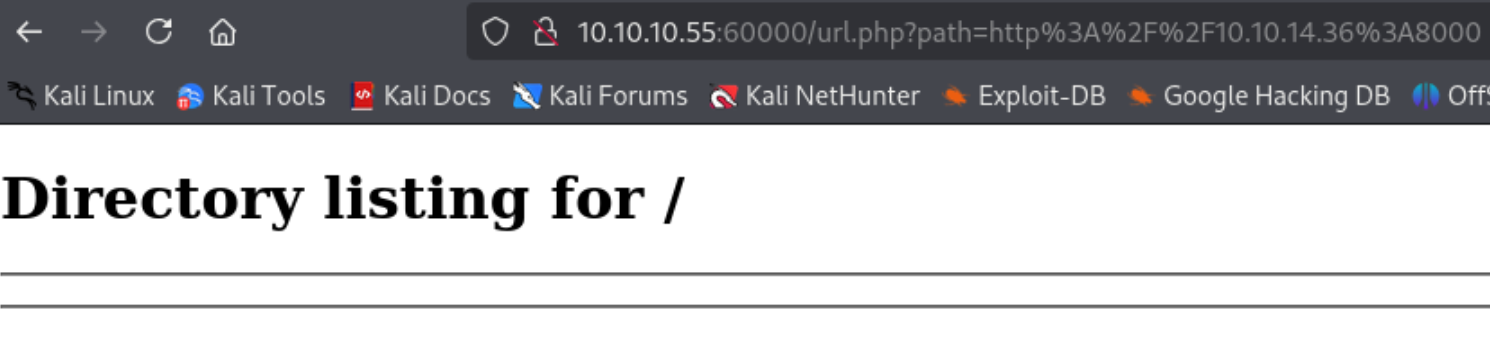 10.10.10.55:60000/url.php?path=http%3A%2F%2F10.10.14.36%3A8000
Kali Linux Kali Tools Kali Docs Kali Forums Kali NetHunter Exploit-DB Google Hacking DB OffS
Directory listing for /